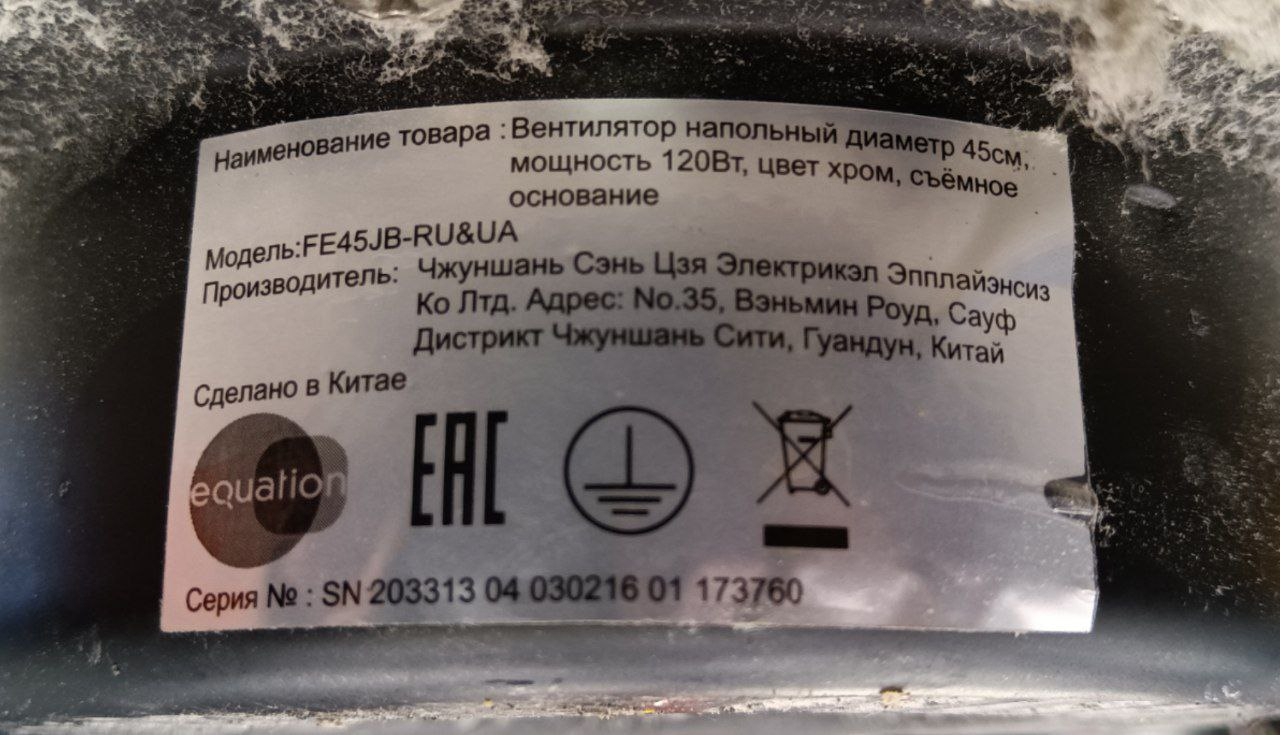 Наименование товара : Вентилятор напольный диаметр 45см,
мощность 120Вт, цвет хром, съёмное
основание
Модель:FE45JB-RU&UA
Производитель: Чжуншань Сэнь Цзя Электрикэл Эпплайэнсиз
Ко Лтд. Адрес: No.35, Вэньмин Роуд, Сауф
Дистрикт Чжуншань Сити, Гуандун, Китай
Сделано в Китае
equation
EAC
Серия № : SN 203313 04 030216 01 173760